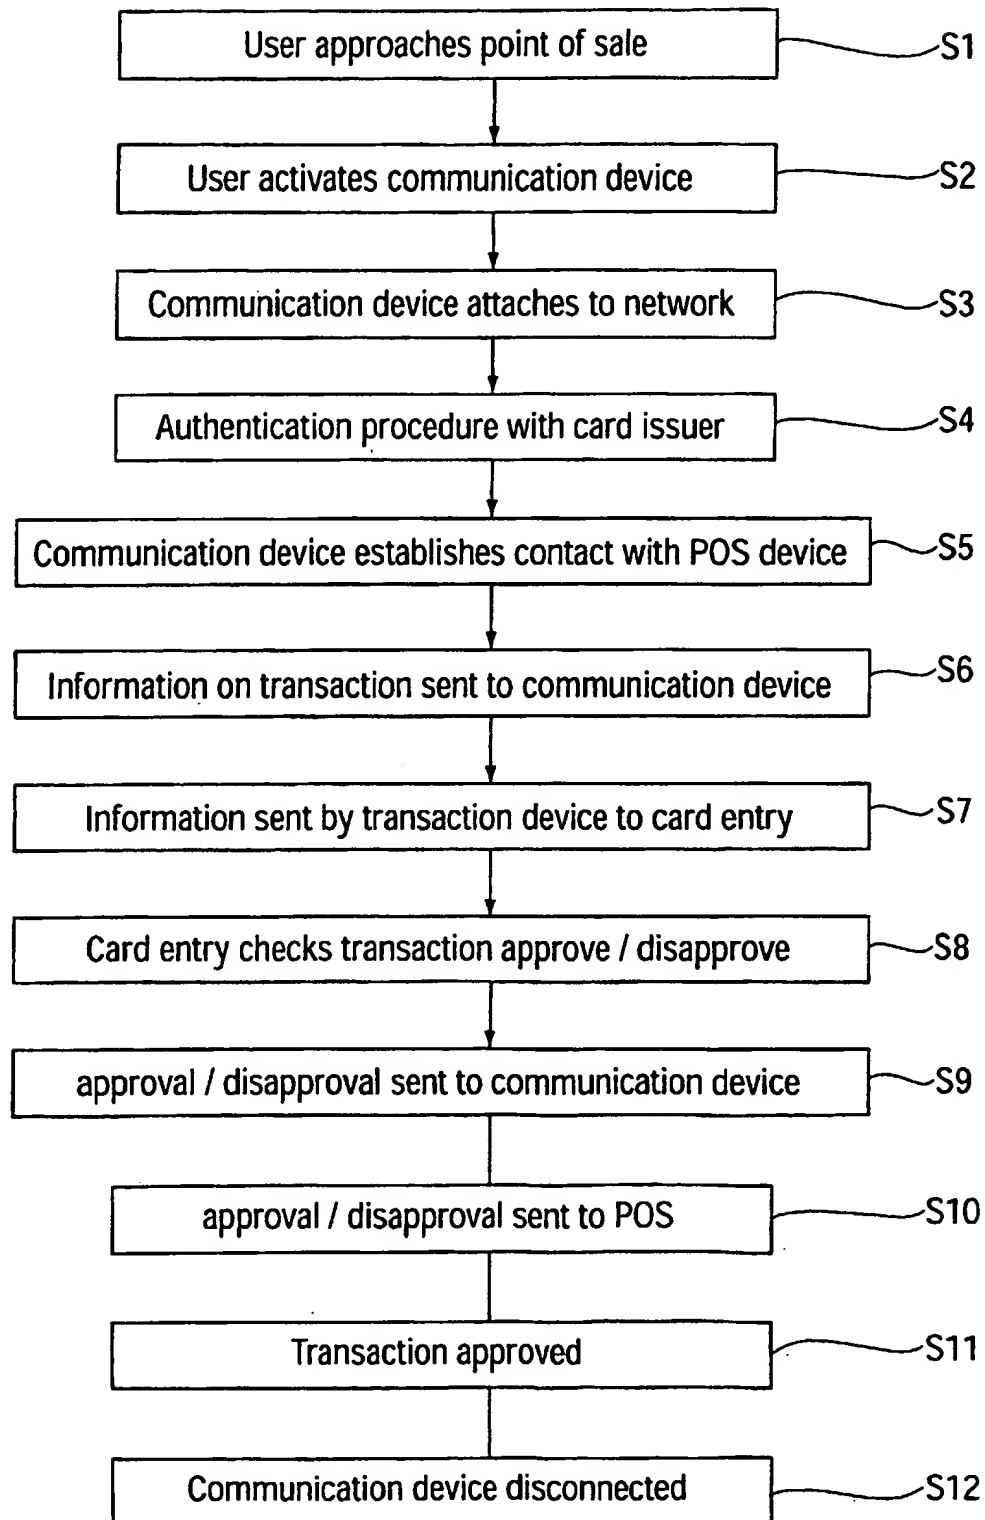 User approaches point of sale S1
User activates communication device S2
Communication device attaches to network S3
Authentication procedure with card issuer S4
Communication device establishes contact with POS device S5
Information on transaction sent to communication device S6
Information sent by transaction device to card entry S7
Card entry checks transaction approve / disapprove S8
approval / disapproval sent to communication device S9
approval / disapproval sent to POS S10
Transaction approved S11
Communication device disconnected S12